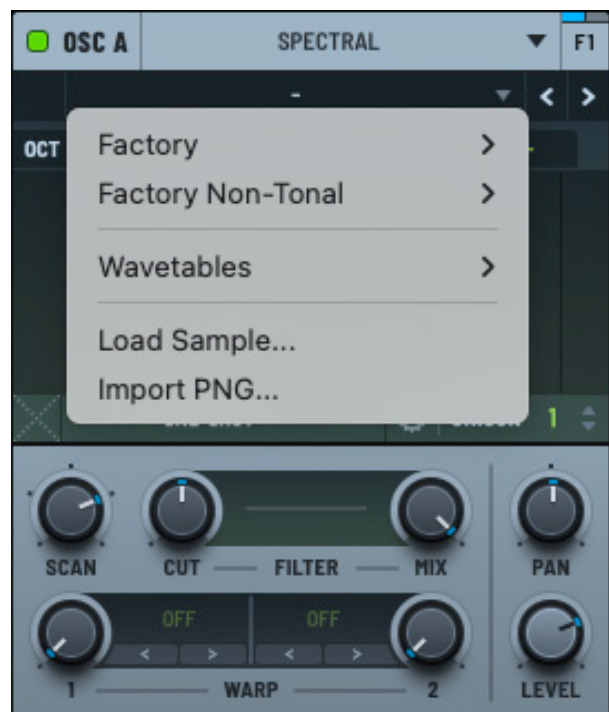 OSC A SPECTRAL F1
-
OCT
Factory
Factory Non-Tonal
Wavetables
Load Sample...
Import PNG...
1
SCAN CUT FILTER MIX PAN
OFF OFF
< > < >
1 WARP 2 LEVEL